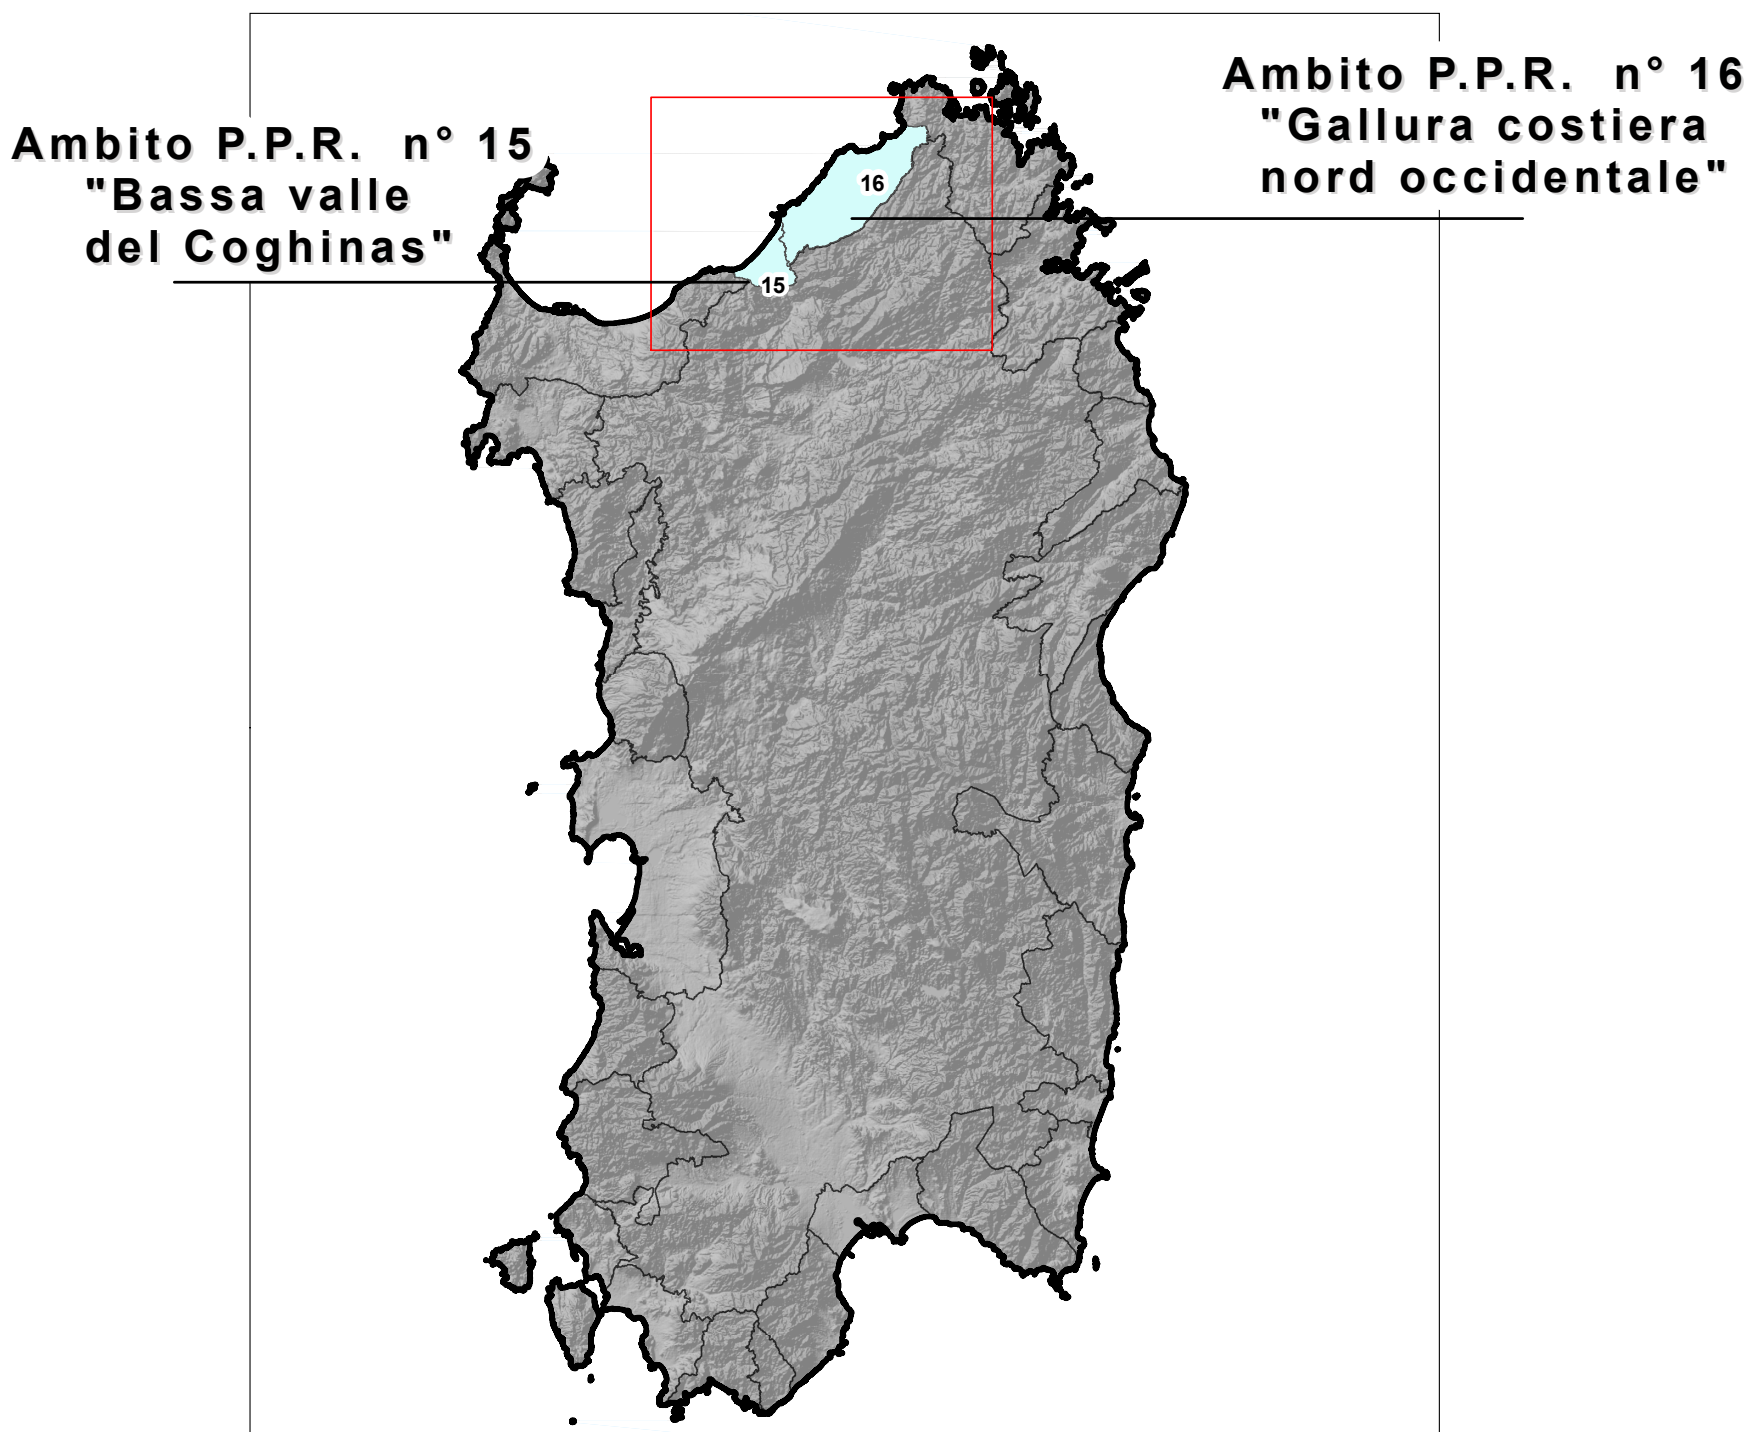 Ambito P.P.R. n° 15
"Bassa valle
del Coghinas"
Ambito P.P.R. n° 16
"Gallura costiera
nord occidentale"
16
15